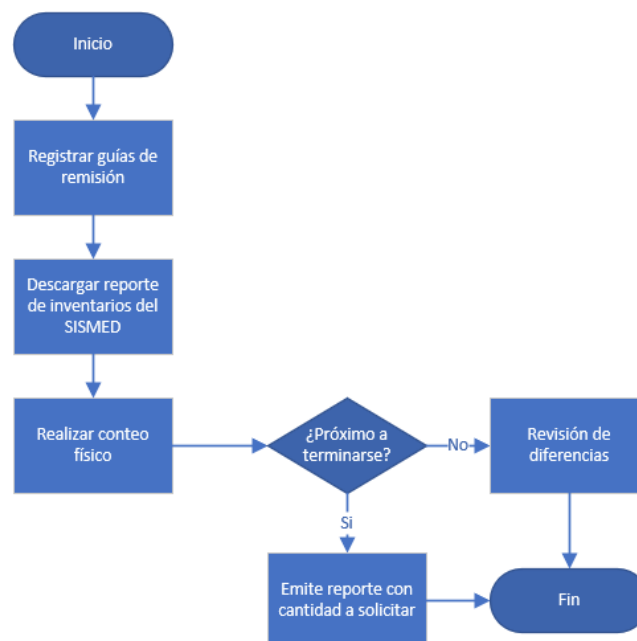 Inicio
Registrar guías de
remisión
Descargar reporte
de inventarios del
SISMED
Realizar conteo
físico
¿Próximo a
terminarse?
No
Revisión de
diferencias
Si
Emite reporte con
cantidad a solicitar
Fin